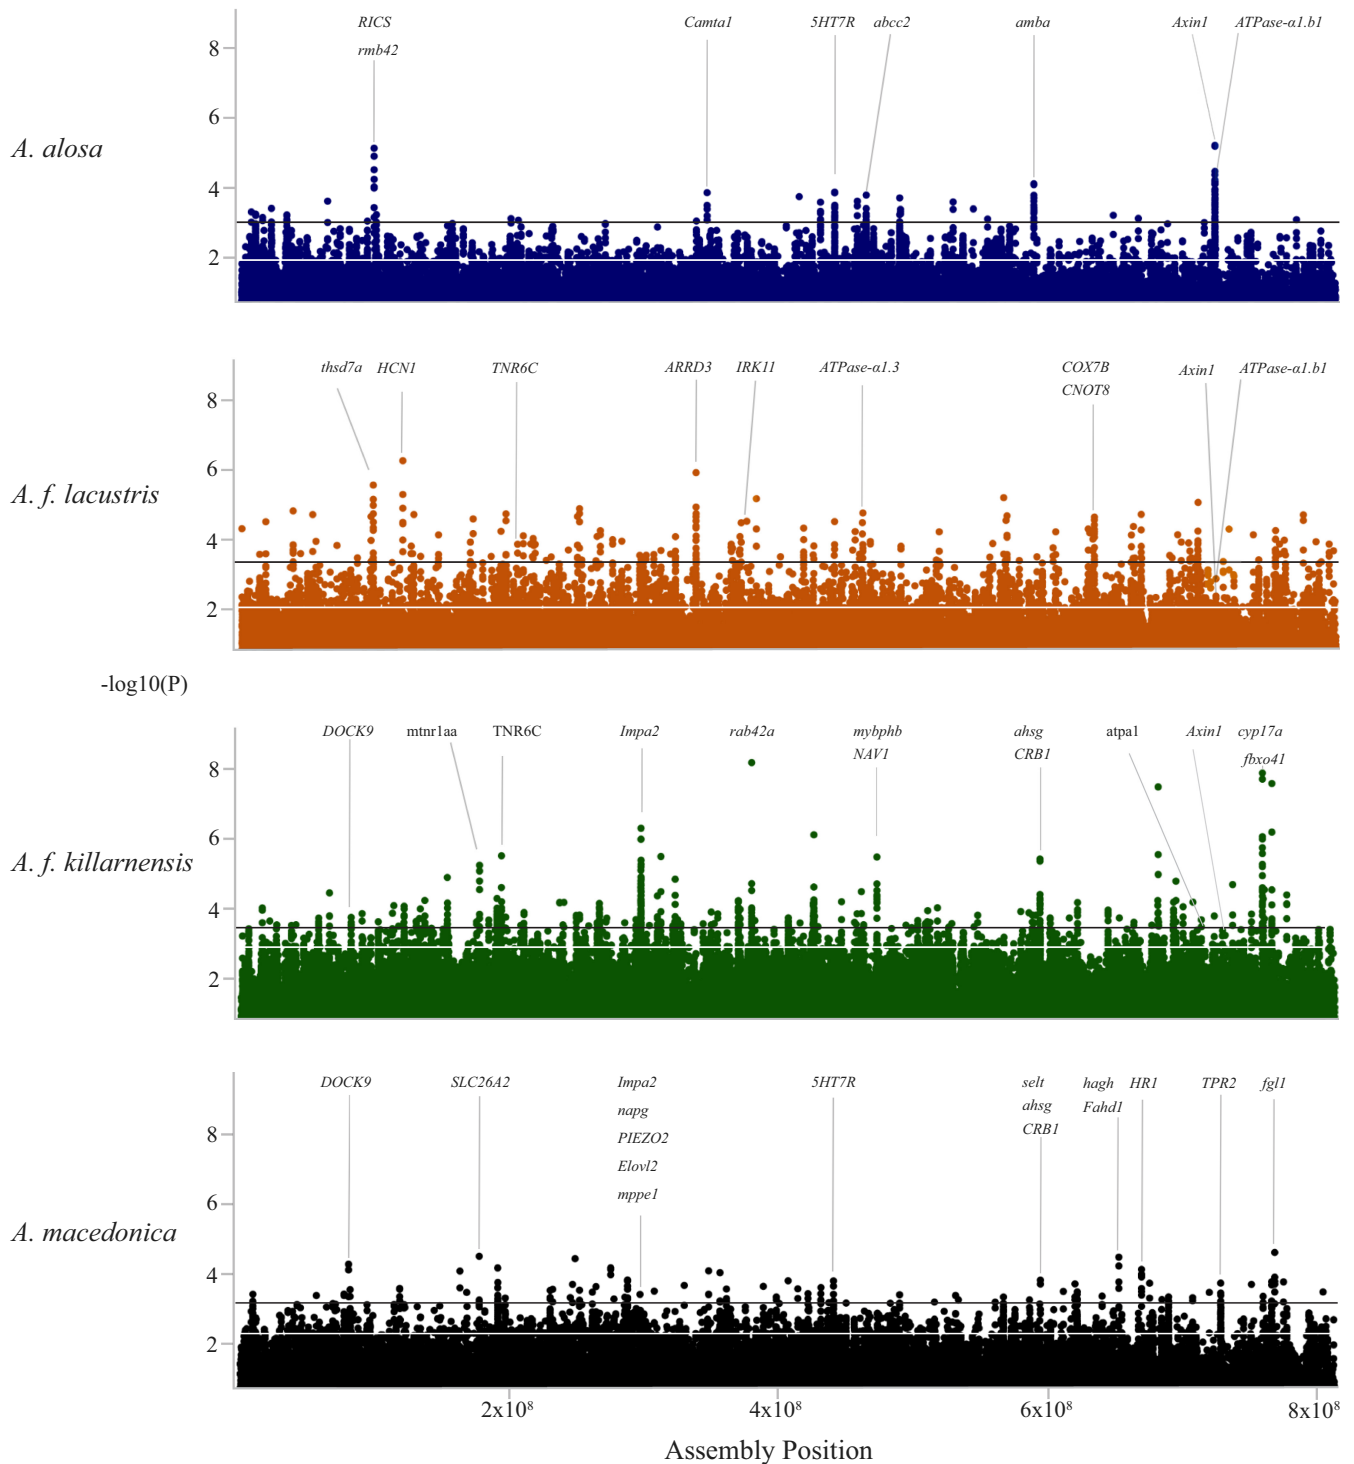 RICS Camta1 5HT7R abcc2 amba Axin1 ATPase-α1.b1
rmb42
8
6
A. alosa
4
2
thsd7a HCN1 TNR6C ARRD3 IRK11 ATPase-α1.3 COX7B Axin1 ATPase-α1.b1
CNOT8
8
6
A. f. lacustris
4
2
-log10(P)
DOCK9 mtnr1aa TNR6C Impa2 rab42a mybphb ahsg atpa1 Axin1 cyp17a
NAV1 CRB1 fbxo41
8
6
A. f. killarnensis
4
2
DOCK9 SLC26A2 Impa2 5HT7R selt hagh HR1 TPR2 fgl1
napg ahsg Fahd1
PIEZO2 CRB1
8
Elovl2
mppe1
6
A. macedonica
4
2
2x10⁸ 4x10⁸ 6x10⁸ 8x10⁸
Assembly Position